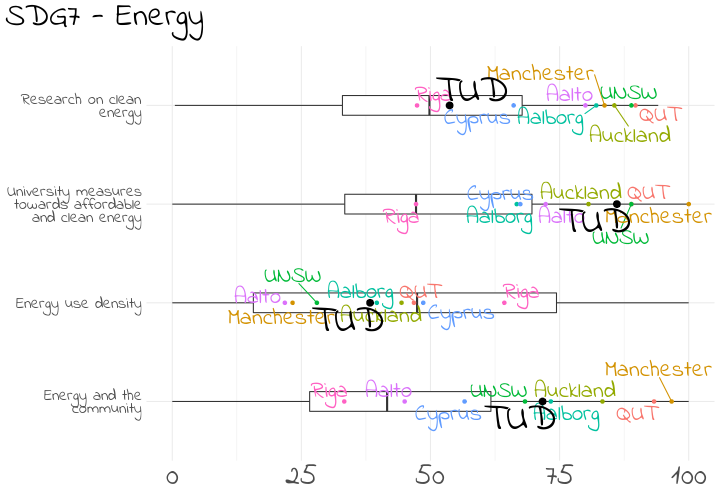 SDG7 - Energy
Manchester
Research on clean
energy
Riga TUD Aalto UNSW
Cyprus Aalborg QUT
Auckland
University measures
towards affordable
and clean energy
Cyprus Auckland QUT
Riga Aalborg Aalto TUD Manchester
UNSW
UNSW
Aalto Aalborg QUT Riga
Energy use density
Manchester TUD Auckland Cyprus
Manchester
Energy and the
community
Riga Aalto UNSW Auckland
Cyprus TUD Aalborg QUT
0 25 50 75 100